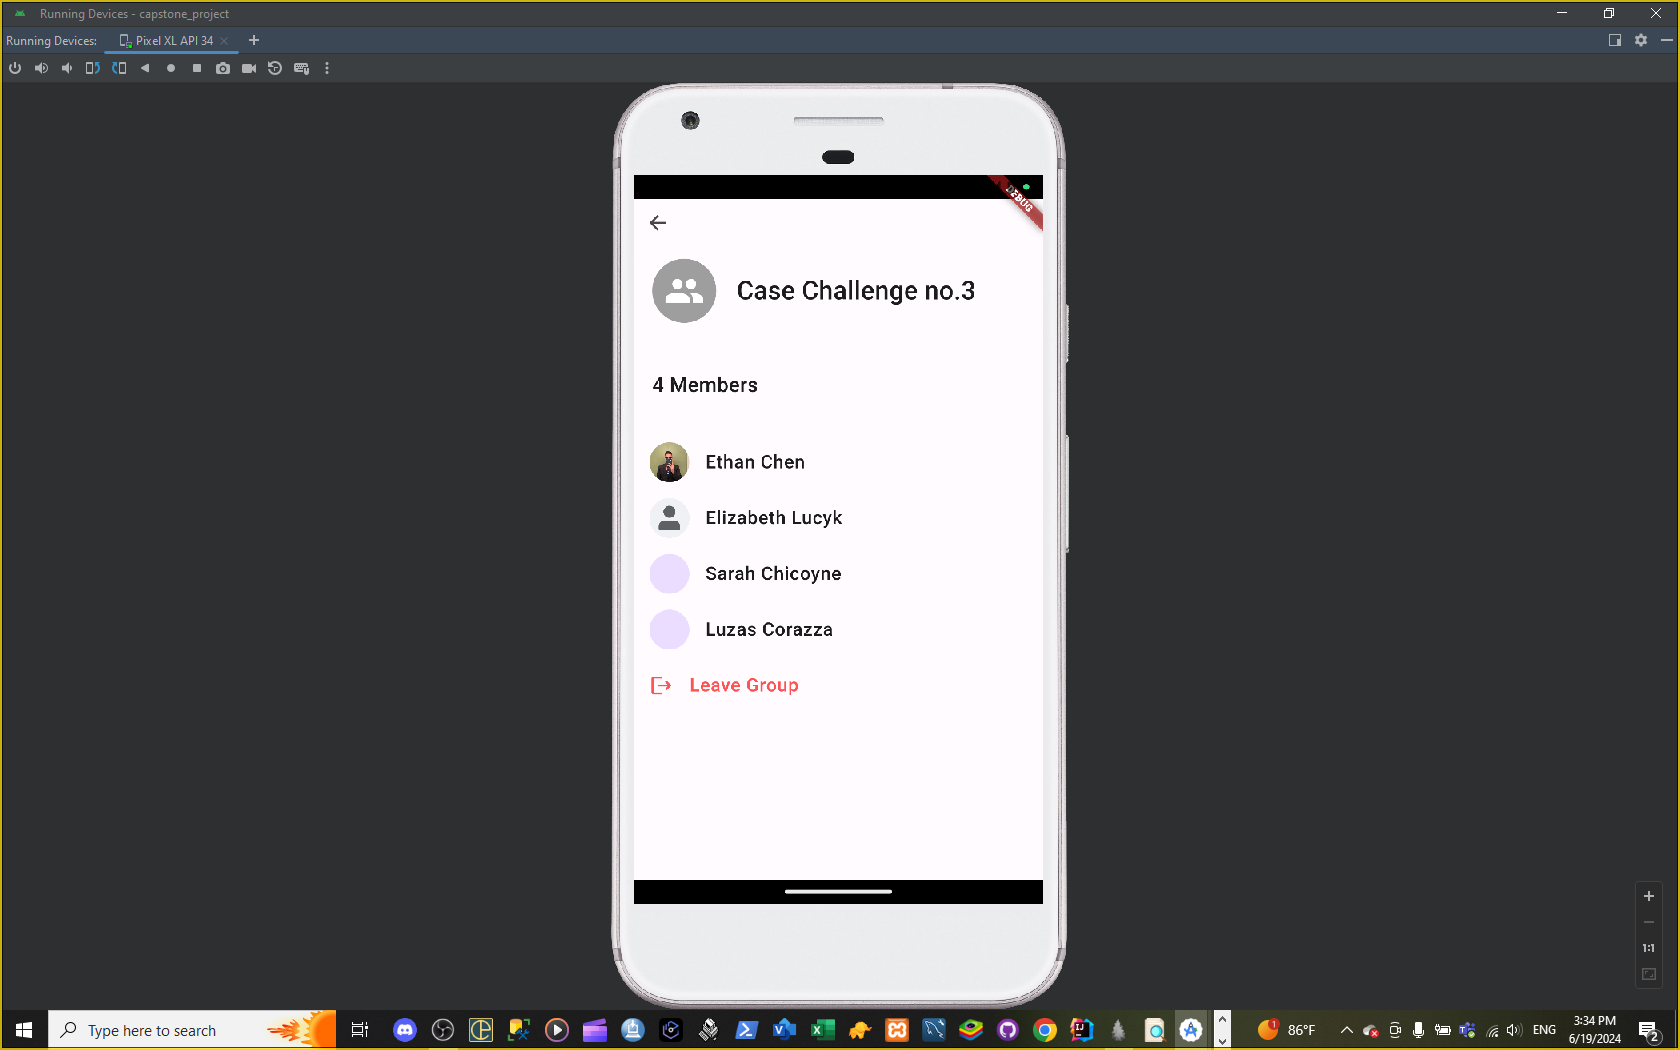 Running Devices - capstone_project
Running Devices: Pixel XL API 34
DEBUG
Case Challenge no.3
4 Members
Ethan Chen
Elizabeth Lucyk
Sarah Chicoyne
Luzas Corazza
Leave Group
1:1
Type here to search
1
86°F
ENG
3:34 PM
6/19/2024
2